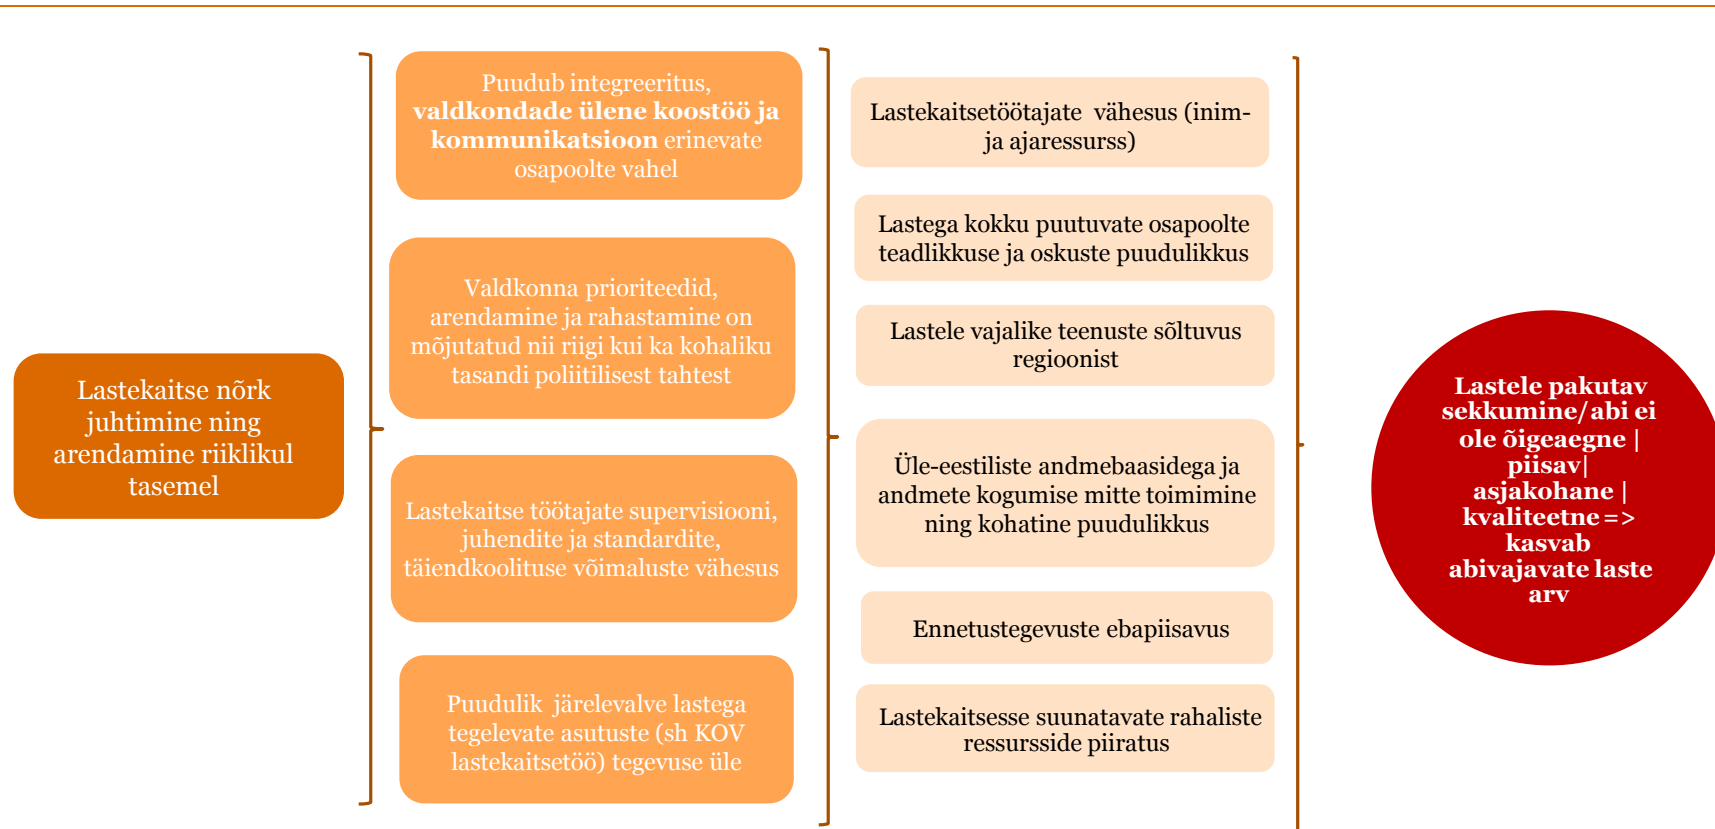 Lastekaitse nõrk
juhtimine ning
arendamine riiklikul
tasemel
Puudub integreeritus,
valdkondade ülene koostöö ja
kommunikatsioon erinevate
osapoolte vahel
Valdkonna prioriteedid,
arendamine ja rahastamine on
mõjutatud nii riigi kui ka kohaliku
tasandi poliitilisest tahtest
Lastekaitse töötajate supervisiooni,
juhendite ja standardite,
täiendkoolituse võimaluste vähesus
Puudulik järelevalve lastega
tegelevate asutuste (sh KOV
lastekaitsetöö) tegevuse üle
Lastekaitsetöötajate vähesus (inim-
ja ajaressurss)
Lastega kokku puutuvate osapoolte
teadlikkuse ja oskuste puudulikkus
Lastele vajalike teenuste sõltuvus
regioonist
Üle-eestiliste andmebaasidega ja
andmete kogumise mitte toimimine
ning kohatine puudulikkus
Ennetustegevuste ebapiisavus
Lastekaitsesse suunatavate rahaliste
ressursside piiratus
Lastele pakutav
sekkumine/abi ei
ole õigeaegne |
piisav|
asjakohane |
kvaliteetne =>
kasvab
abivajavate laste
arv